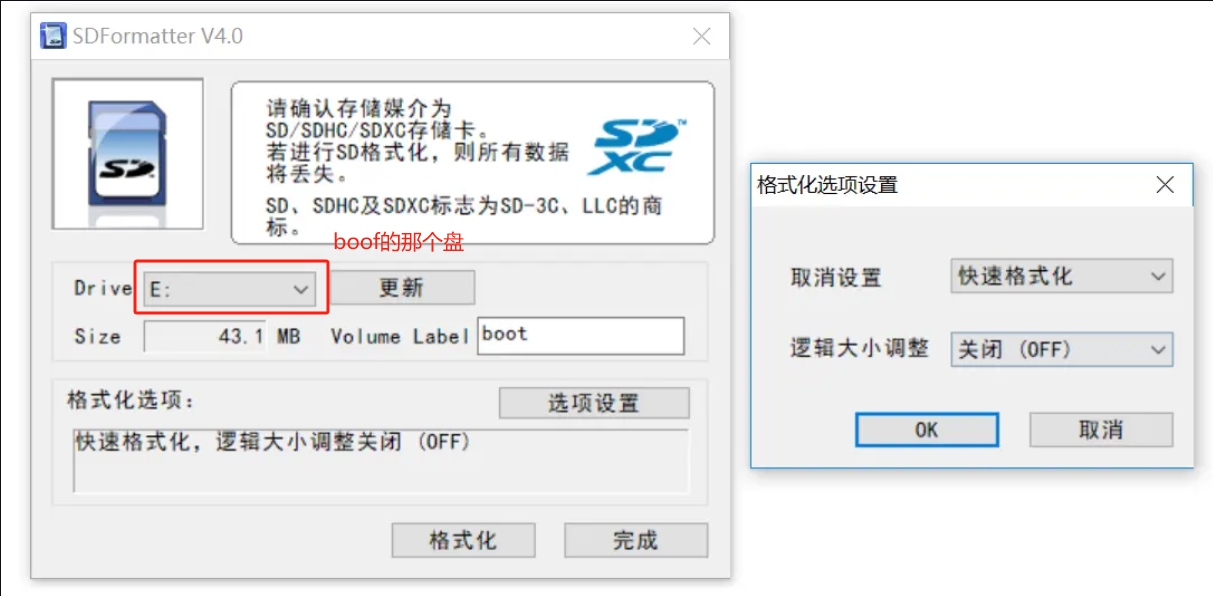 SDFormatter V4.0
请确认存储媒介为
SD/SDHC/SDXC存储卡。
若进行SD格式化，则所有数据
将丢失。
SD、SDHC及SDXC标志为SD-3C、LLC的商
标。
SD
XC
TM
SD
boof的那个盘
Drive E: 更新
Size 43.1 MB Volume Label boot
格式化选项: 选项设置
快速格式化，逻辑大小调整关闭 (OFF)
格式化 完成
格式化选项设置
取消设置 快速格式化
逻辑大小调整 关闭 (OFF)
OK 取消